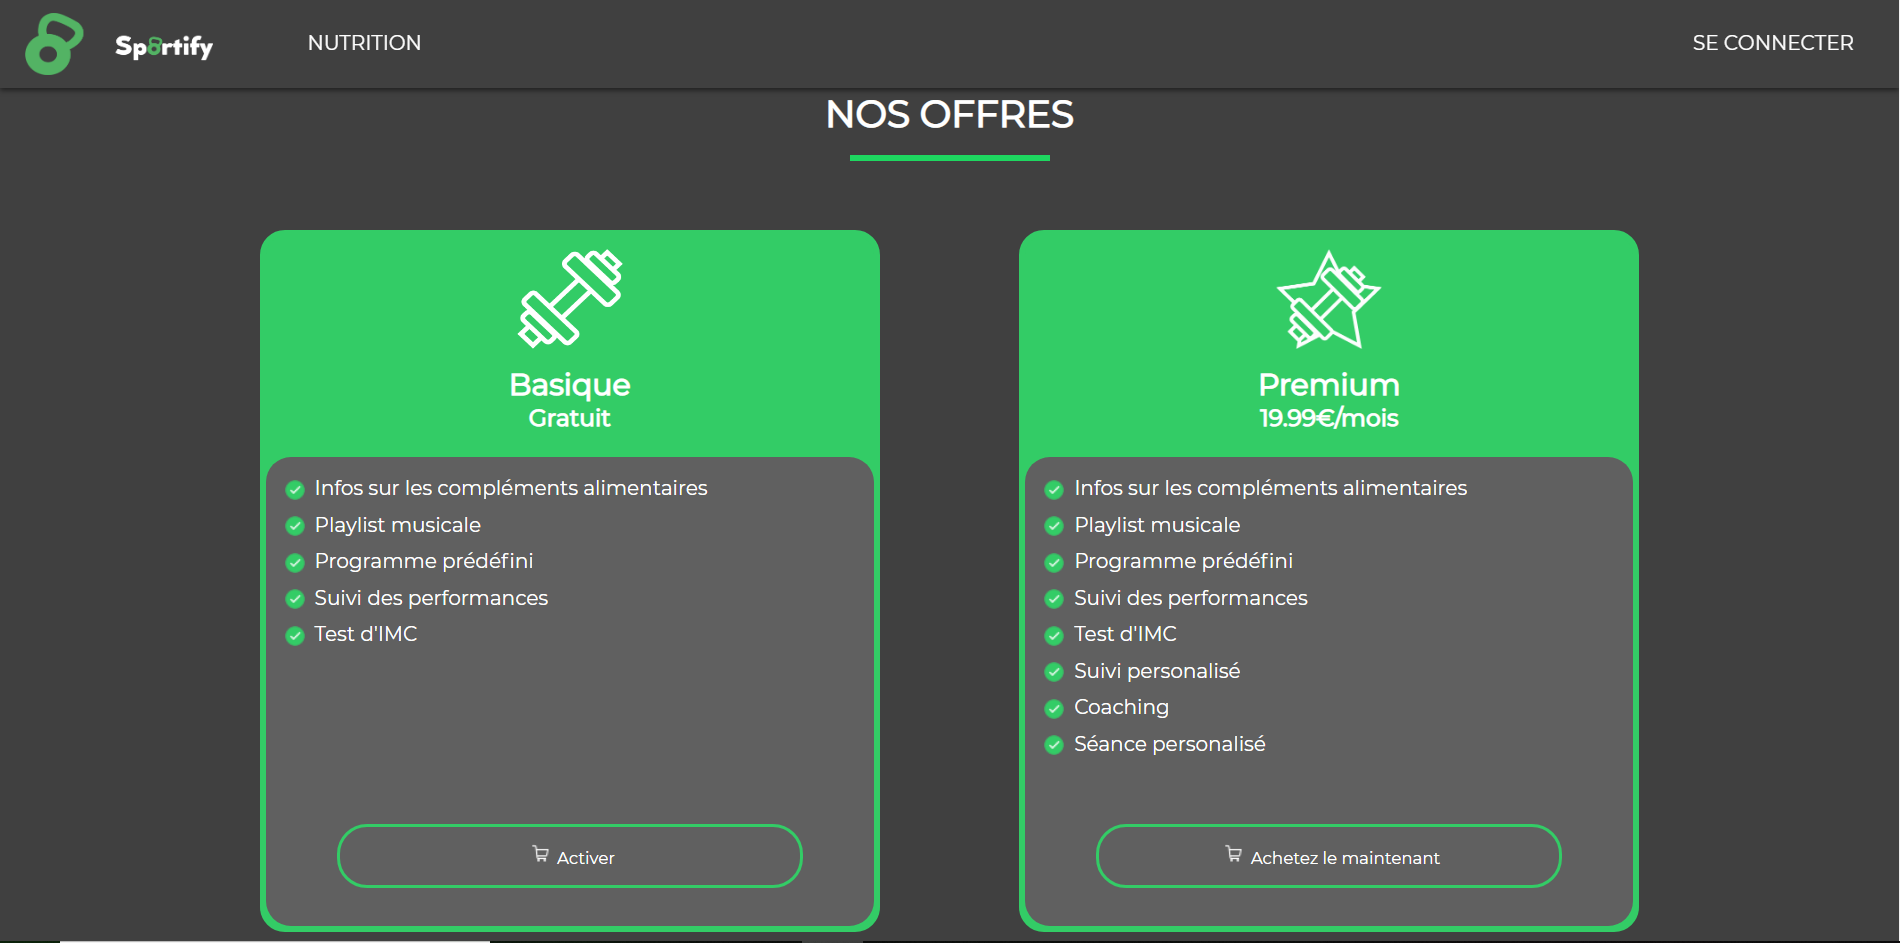 Sportify
NUTRITION
SE CONNECTER
NOS OFFRES
Basique
Gratuit
Infos sur les compléments alimentaires
Playlist musicale
Programme prédéfini
Suivi des performances
Test d'IMC
Activer
Premium
19.99€/mois
Infos sur les compléments alimentaires
Playlist musicale
Programme prédéfini
Suivi des performances
Test d'IMC
Suivi personalisé
Coaching
Séance personalisé
Achetez le maintenant